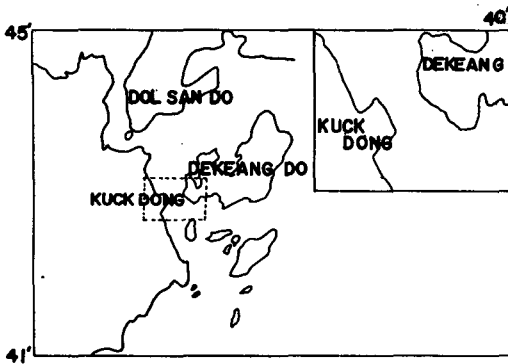 45'
40'
DOL SAN DO
DEKEANG
KUCK
DONG
DEKEANG DO
KUCK DONG
41'